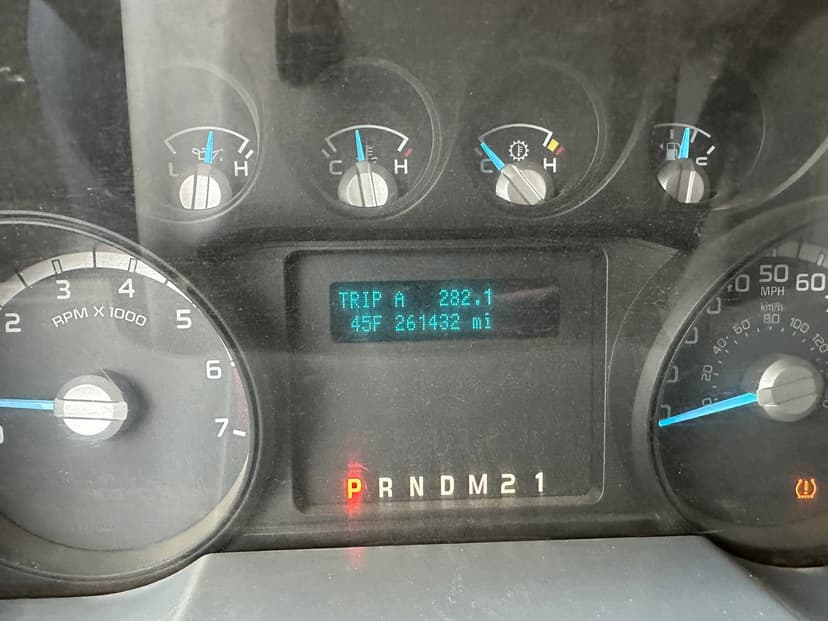 L H
C H
C H
TRIP A 282.1
45F 261432 mi
2 3 4 5 6 7
RPM X 1000
50 60
MPH
km/h
20 40 60 80 100 120
P R N D M 2 1